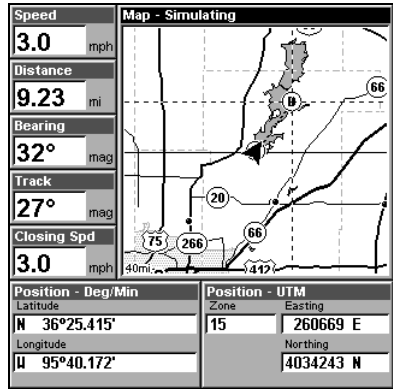 Speed
3.0 mph
Distance
9.23 mi
Bearing
32° mag
Track
27° mag
Closing Spd
3.0 mph
Map - Simulating
66
20
75
266
66
40mi
412
Position - Deg/Min
Latitude
N 36°25.415'
Longitude
W 95°40.172'
Position - UTM
Zone Easting
15 260669 E
Northing
4034243 N